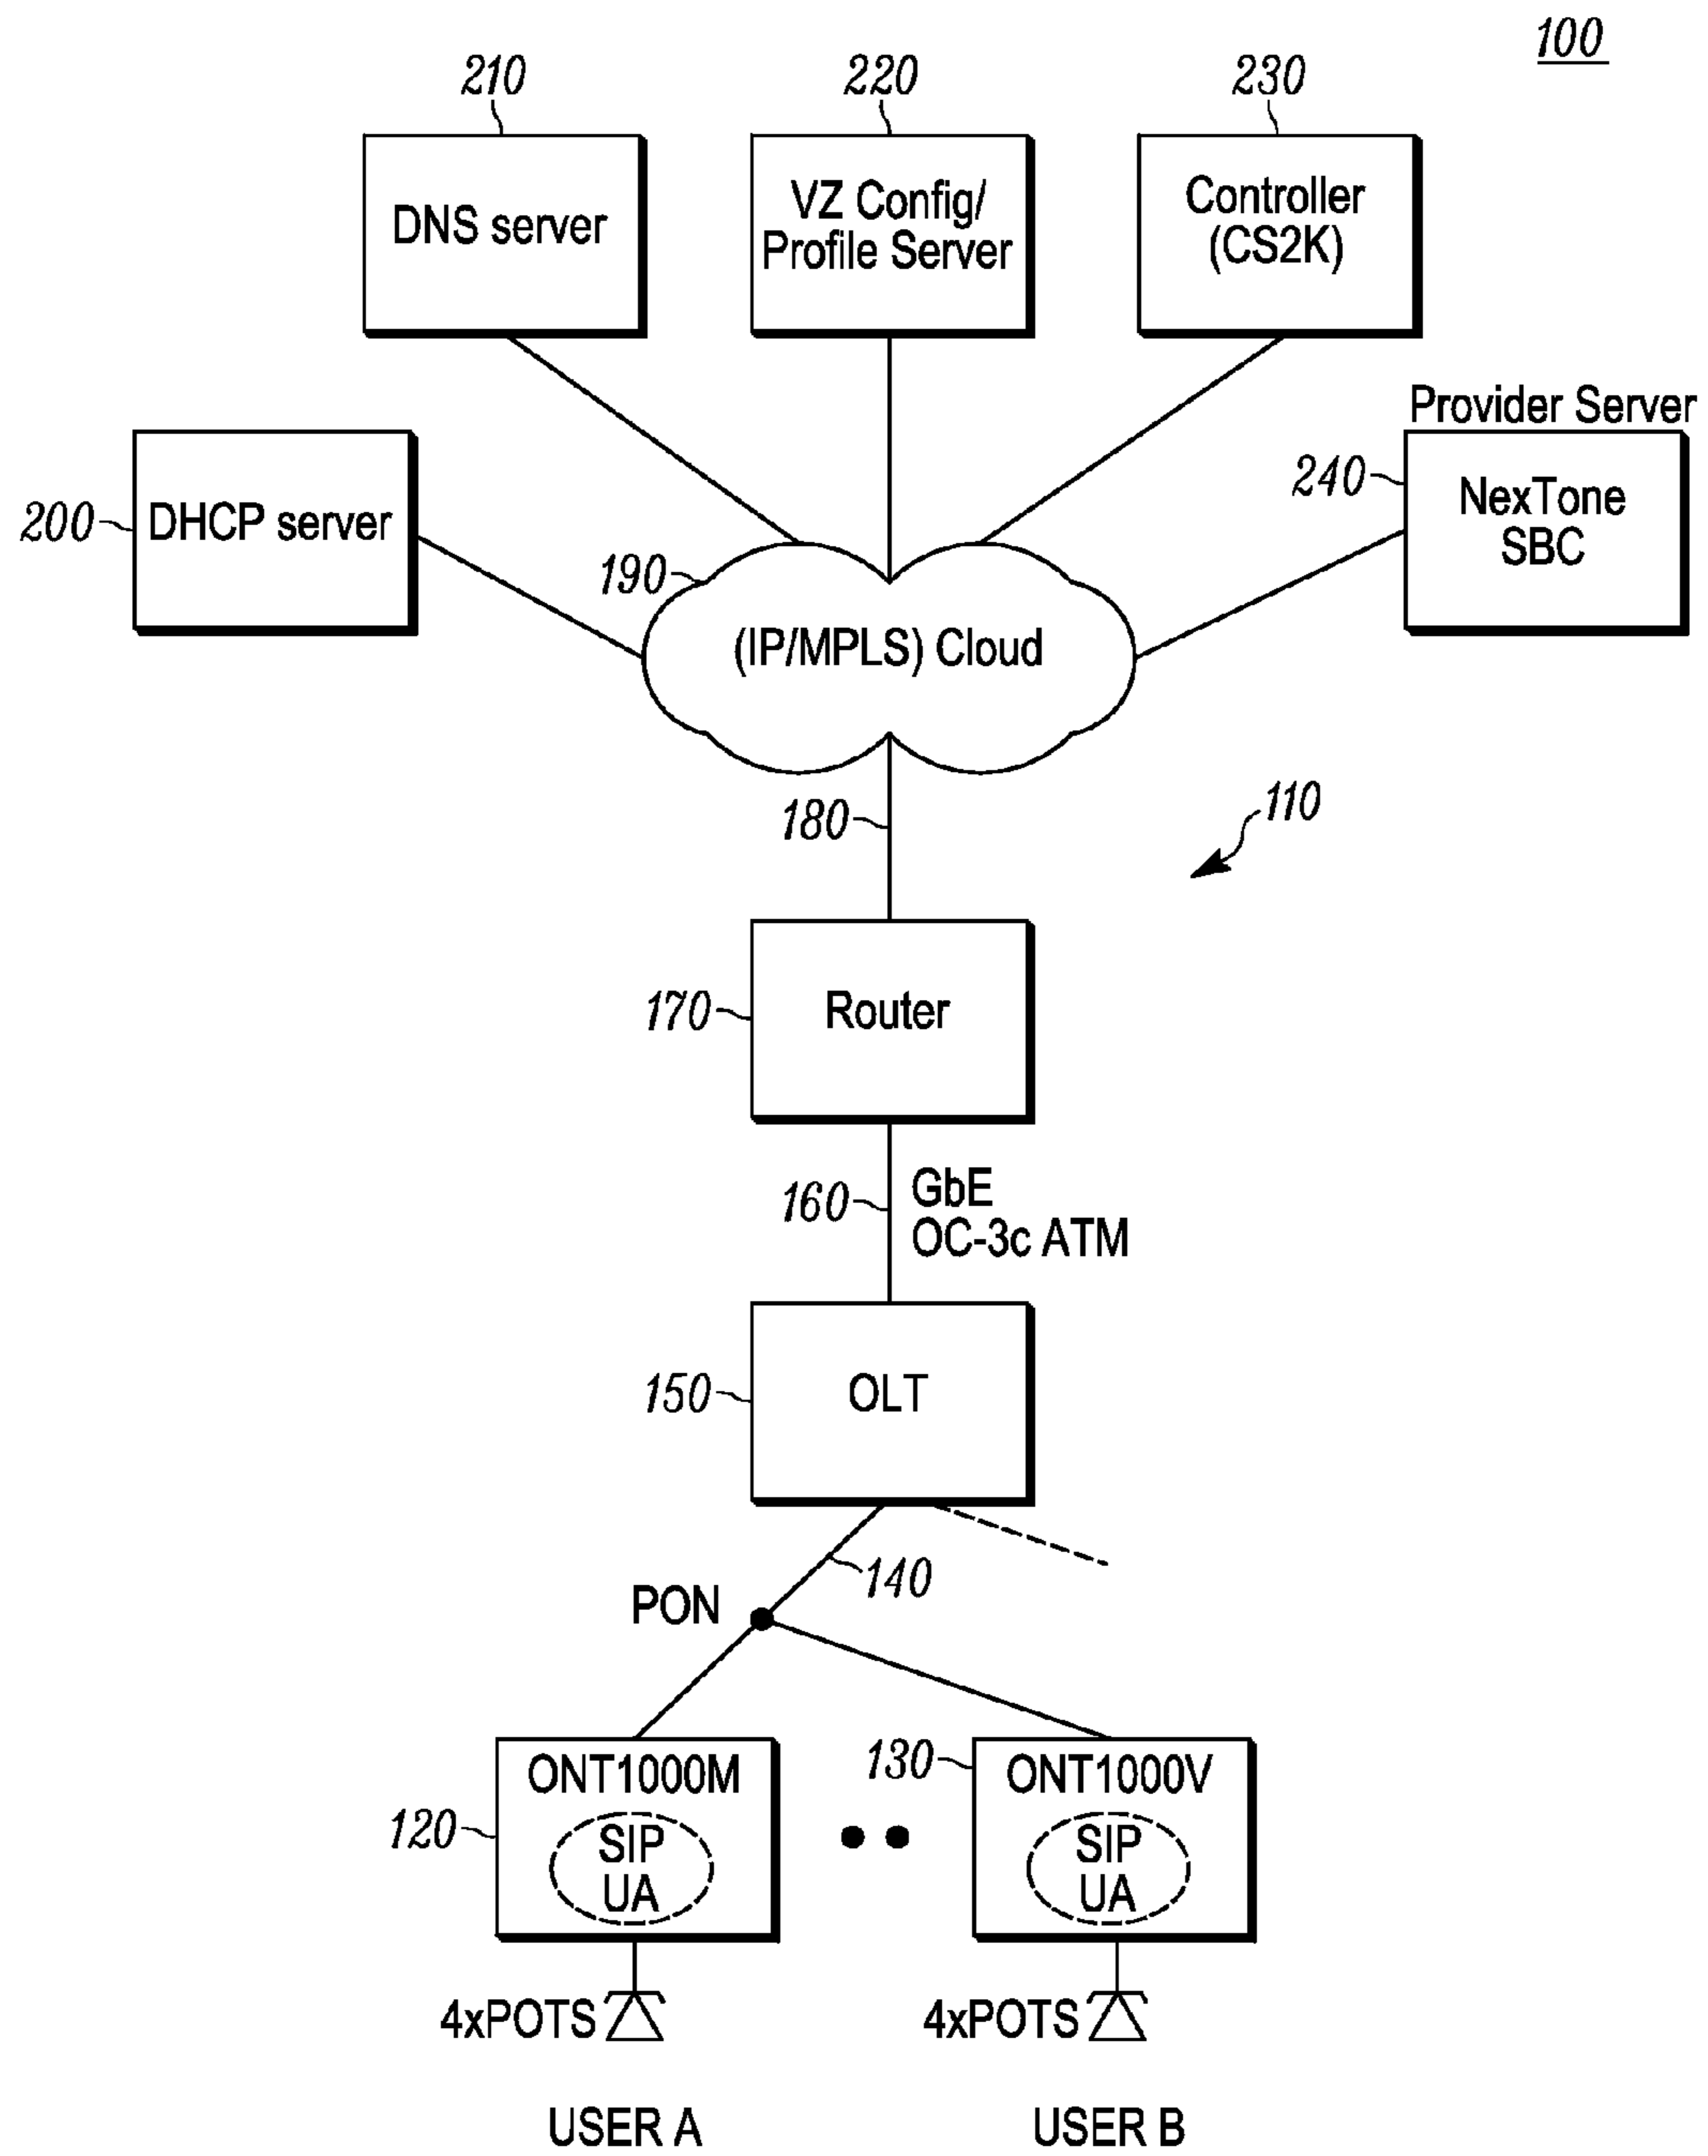 100
210
220
230
DNS server
VZ Config/
Profile Server
Controller
(CS2K)
Provider Server
240
NexTone
SBC
200
DHCP server
190
(IP/MPLS) Cloud
180
110
170
Router
160
GbE
OC-3c ATM
150
OLT
140
PON
120
ONT1000M
SIP
UA
130
ONT1000V
SIP
UA
4xPOTS
4xPOTS
USER A
USER B